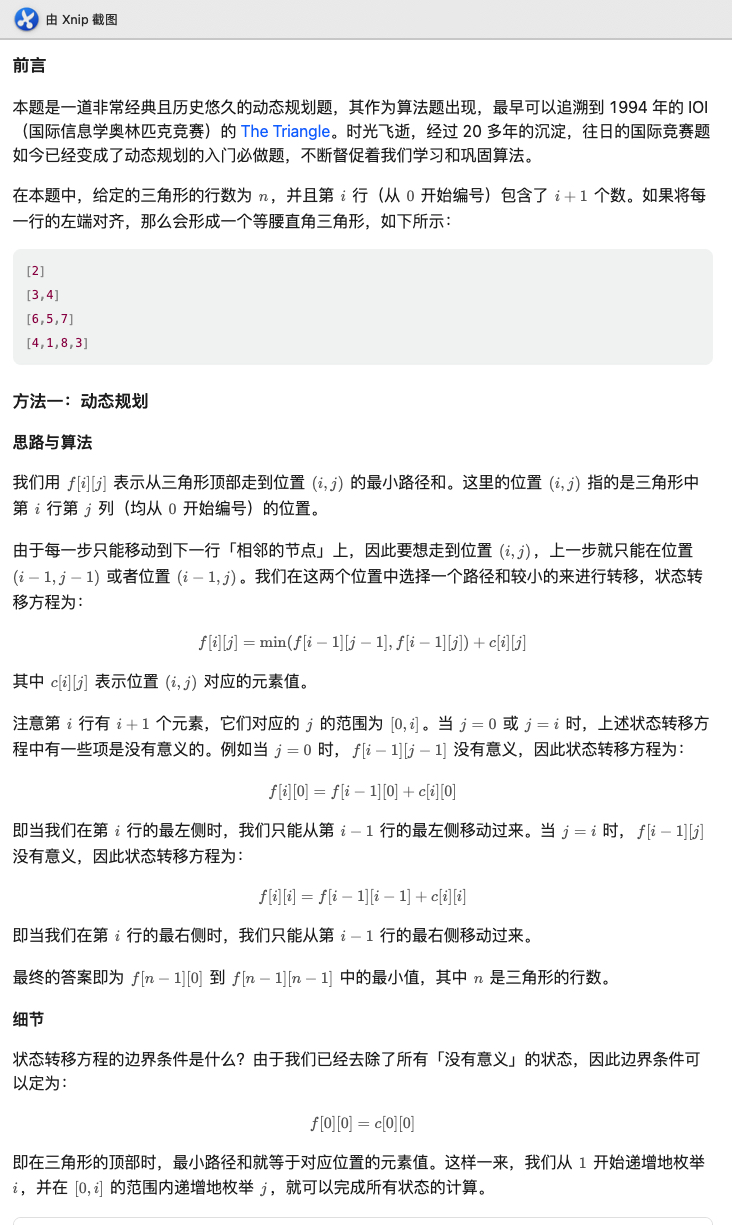 由 Xnip 截图
前言
本题是一道非常经典且历史悠久的动态规划题，其作为算法题出现，最早可以追溯到 1994 年的 IOI
（国际信息学奥林匹克竞赛）的 The Triangle。时光飞逝，经过 20 多年的沉淀，往日的国际竞赛题
如今已经变成了动态规划的入门必做题，不断督促着我们学习和巩固算法。
在本题中，给定的三角形的行数为 n，并且第 i 行（从 0 开始编号）包含了 i + 1 个数。如果将每
一行的左端对齐，那么会形成一个等腰直角三角形，如下所示：
[2]
[3,4]
[6,5,7]
[4,1,8,3]
方法一：动态规划
思路与算法
我们用 f[i][j] 表示从三角形顶部走到位置 (i, j) 的最小路径和。这里的位置 (i, j) 指的是三角形中
第 i 行第 j 列（均从 0 开始编号）的位置。
由于每一步只能移动到下一行「相邻的节点」上，因此要想走到位置 (i, j)，上一步就只能在位置
(i − 1, j − 1) 或者位置 (i − 1, j)。我们在这两个位置中选择一个路径和较小的来进行转移，状态转
移方程为：
f[i][j] = min(f[i − 1][j − 1], f[i − 1][j]) + c[i][j]
其中 c[i][j] 表示位置 (i, j) 对应的元素值。
注意第 i 行有 i + 1 个元素，它们对应的 j 的范围为 [0, i]。当 j = 0 或 j = i 时，上述状态转移方
程中有一些项是没有意义的。例如当 j = 0 时，f[i − 1][j − 1] 没有意义，因此状态转移方程为：
f[i][0] = f[i − 1][0] + c[i][0]
即当我们在第 i 行的最左侧时，我们只能从第 i − 1 行的最左侧移动过来。当 j = i 时，f[i − 1][j]
没有意义，因此状态转移方程为：
f[i][i] = f[i − 1][i − 1] + c[i][i]
即当我们在第 i 行的最右侧时，我们只能从第 i − 1 行的最右侧移动过来。
最终的答案即为 f[n − 1][0] 到 f[n − 1][n − 1] 中的最小值，其中 n 是三角形的行数。
细节
状态转移方程的边界条件是什么？由于我们已经去除了所有「没有意义」的状态，因此边界条件可
以定为：
f[0][0] = c[0][0]
即在三角形的顶部时，最小路径和就等于对应位置的元素值。这样一来，我们从 1 开始递增地枚举
i，并在 [0, i] 的范围内递增地枚举 j，就可以完成所有状态的计算。